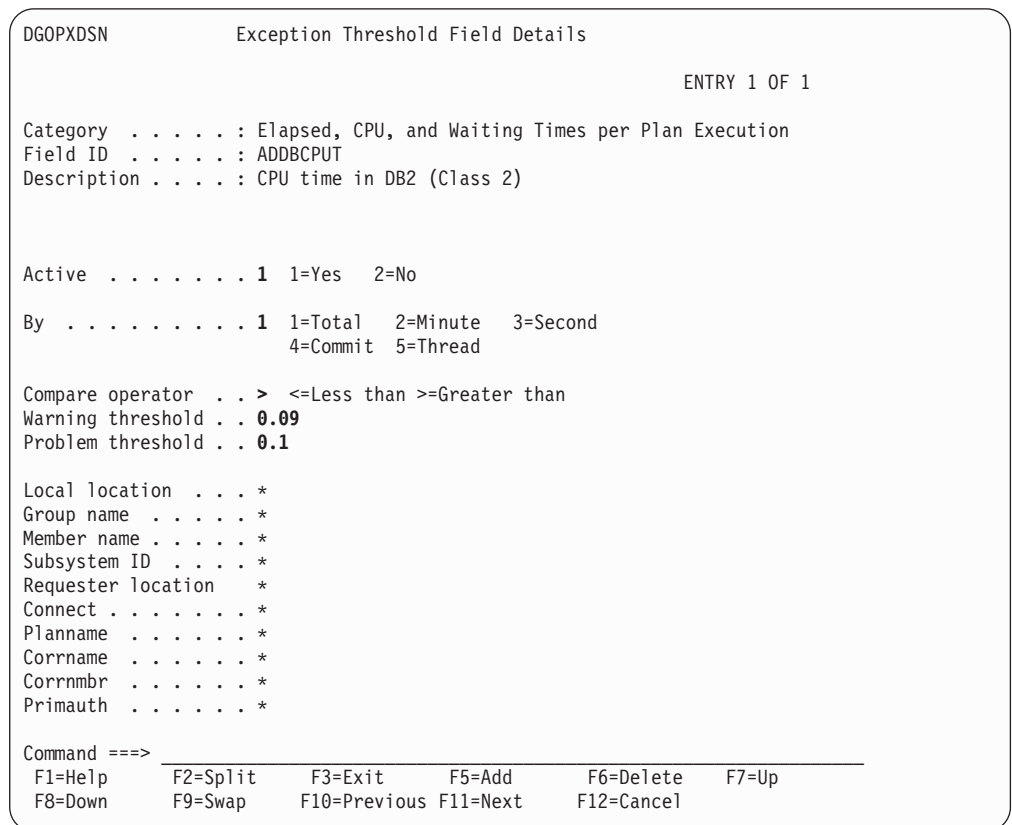 DGOPXDSN Exception Threshold Field Details
ENTRY 1 OF 1
Category . . . . . : Elapsed, CPU, and Waiting Times per Plan Execution
Field ID . . . . . : ADDBCPUT
Description . . . . : CPU time in DB2 (Class 2)
Active . . . . . . . 1 1=Yes 2=No
By . . . . . . . . . 1 1=Total 2=Minute 3=Second
4=Commit 5=Thread
Compare operator . . > <=Less than >=Greater than
Warning threshold . . 0.09
Problem threshold . . 0.1
Local location . . . *
Group name . . . . . *
Member name . . . . . *
Subsystem ID . . . . *
Requester location *
Connect . . . . . . . *
Planname . . . . . . *
Corrname . . . . . . *
Corrnmbr . . . . . . *
Primauth . . . . . . *
Command ===>
F1=Help F2=Split F3=Exit F5=Add F6=Delete F7=Up
F8=Down F9=Swap F10=Previous F11=Next F12=Cancel